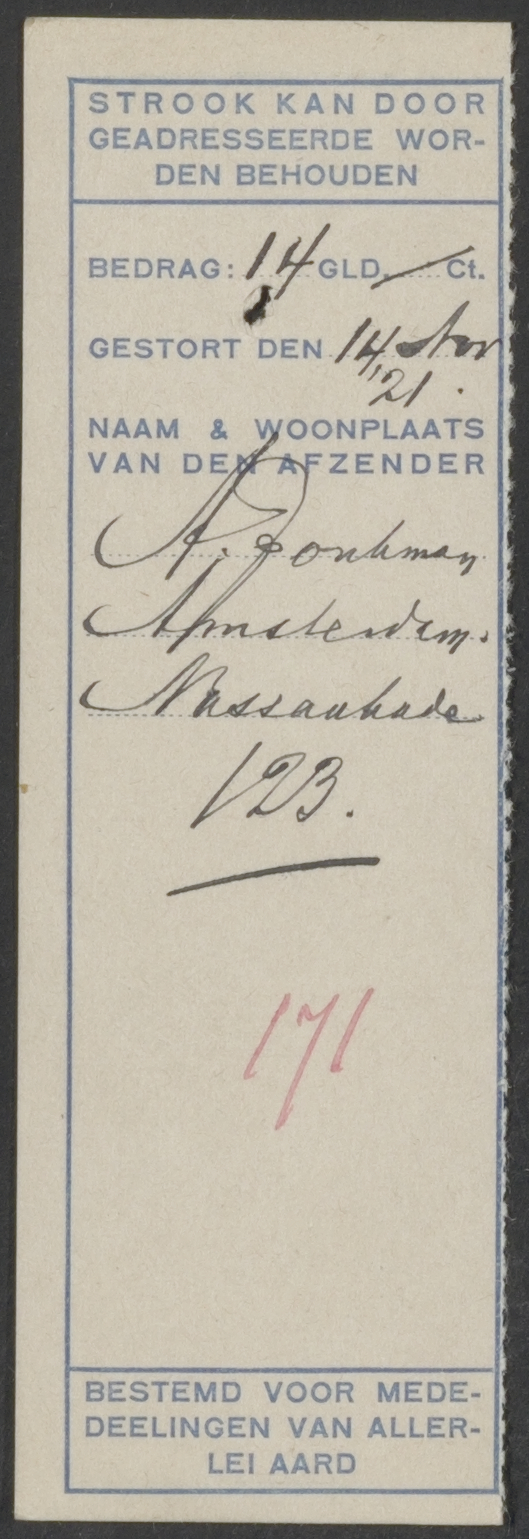 STROOK KAN DOOR
GEADRESSEERDE WOR-
DEN BEHOUDEN
BEDRAG: 14 GLD. — Ct.
GESTORT DEN 14 Nov
'21.
NAAM & WOONPLAATS
VAN DEN AFZENDER
A. Donkman
Amsterdam.
Nassaukade
123.
171
BESTEMD VOOR MEDE-
DEELINGEN VAN ALLER-
LEI AARD